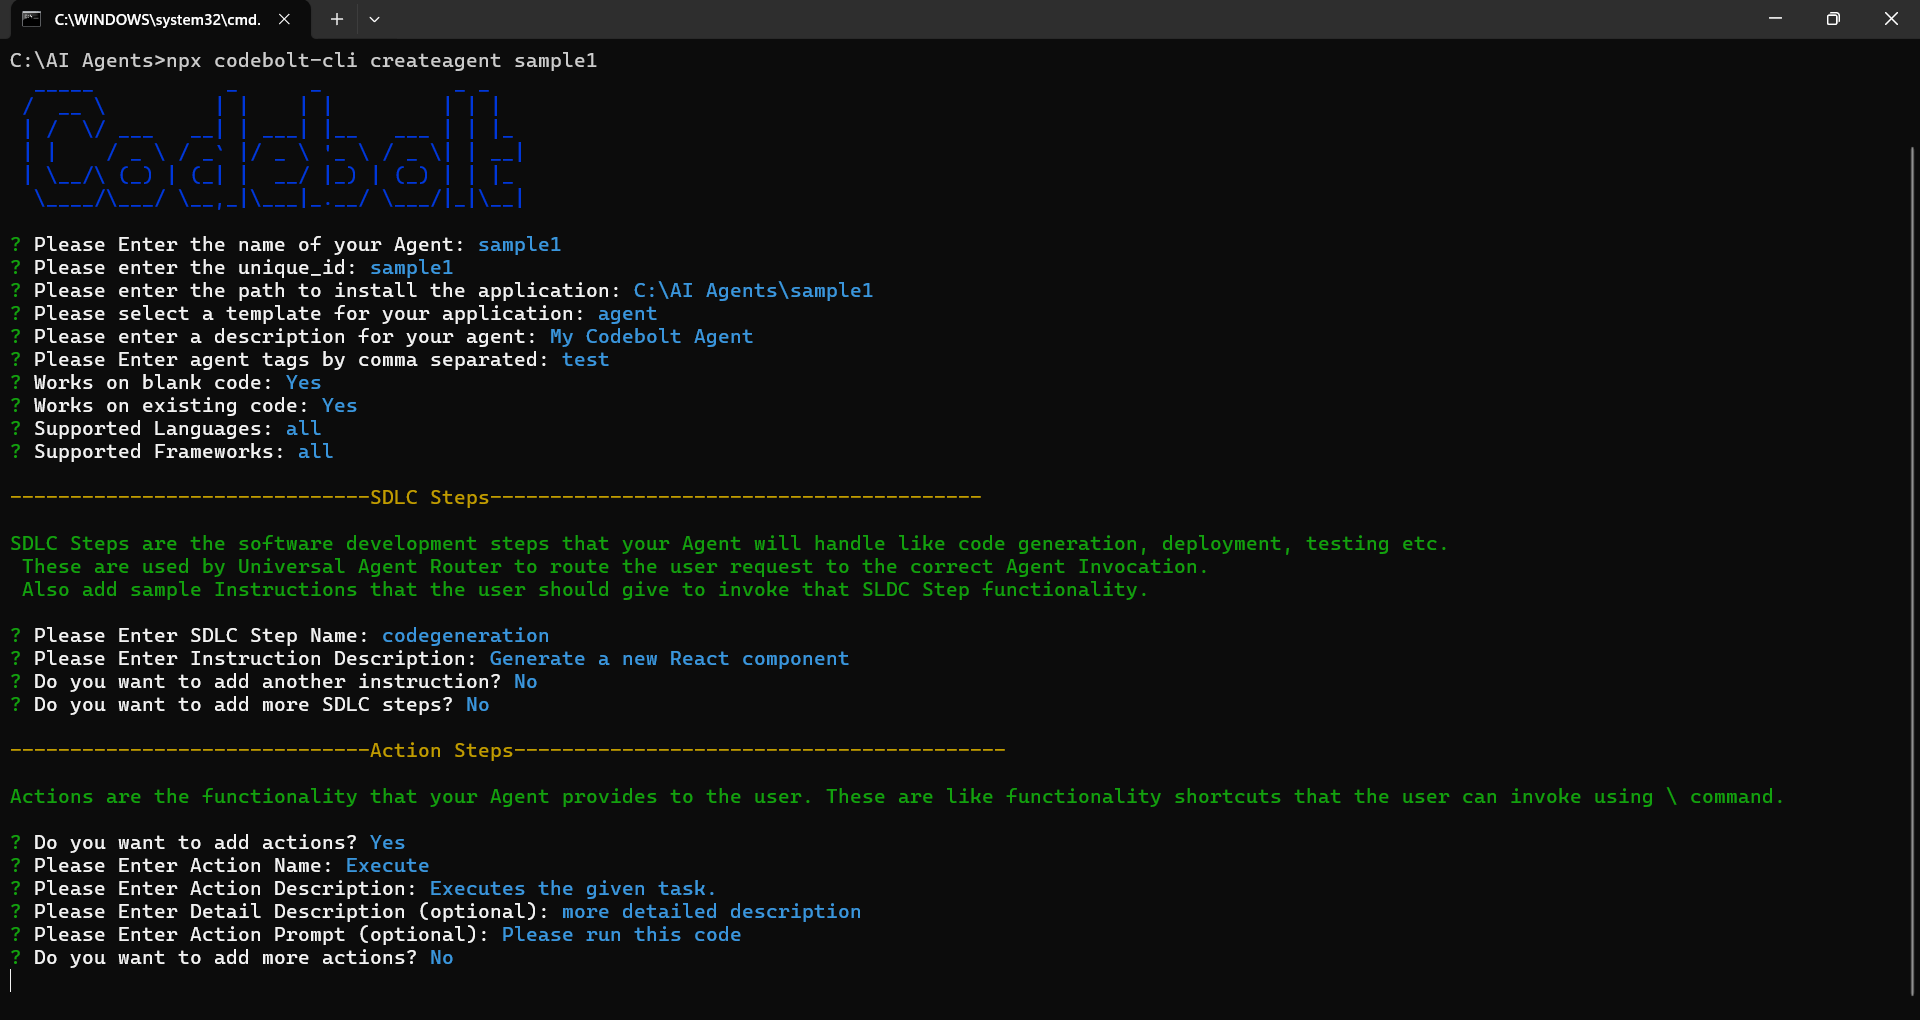 C:\WINDOWS\system32\cmd.
C:\AI Agents>npx codebolt-cli createagent sample1
Codebolt
? Please Enter the name of your Agent: sample1
? Please enter the unique_id: sample1
? Please enter the path to install the application: C:\AI Agents\sample1
? Please select a template for your application: agent
? Please enter a description for your agent: My Codebolt Agent
? Please Enter agent tags by comma separated: test
? Works on blank code: Yes
? Works on existing code: Yes
? Supported Languages: all
? Supported Frameworks: all
------------------------------SDLC Steps-----------------------------------------
SDLC Steps are the software development steps that your Agent will handle like code generation, deployment, testing etc.
These are used by Universal Agent Router to route the user request to the correct Agent Invocation.
Also add sample Instructions that the user should give to invoke that SLDC Step functionality.
? Please Enter SDLC Step Name: codegeneration
? Please Enter Instruction Description: Generate a new React component
? Do you want to add another instruction? No
? Do you want to add more SDLC steps? No
------------------------------Action Steps-----------------------------------------
Actions are the functionality that your Agent provides to the user. These are like functionality shortcuts that the user can invoke using \ command.
? Do you want to add actions? Yes
? Please Enter Action Name: Execute
? Please Enter Action Description: Executes the given task.
? Please Enter Detail Description (optional): more detailed description
? Please Enter Action Prompt (optional): Please run this code
? Do you want to add more actions? No